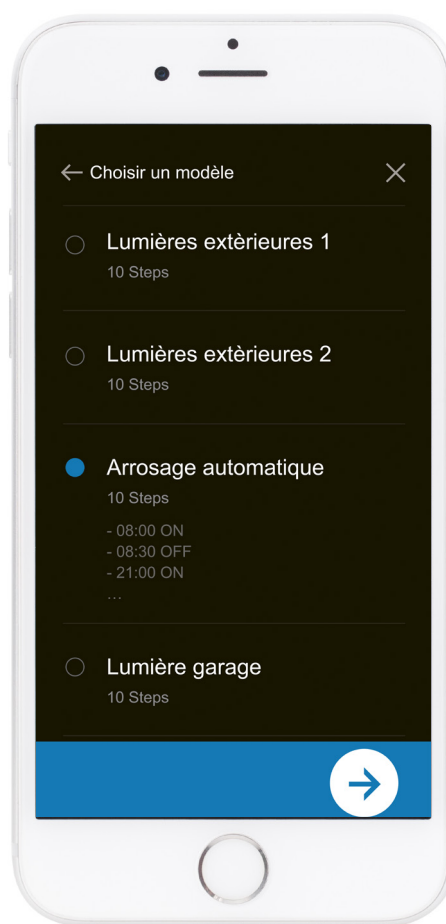 Choisir un modèle
Lumières extèrieures 1
10 Steps
Lumières extèrieures 2
10 Steps
Arrosage automatique
10 Steps
- 08:00 ON
- 08:30 OFF
- 21:00 ON
...
Lumière garage
10 Steps